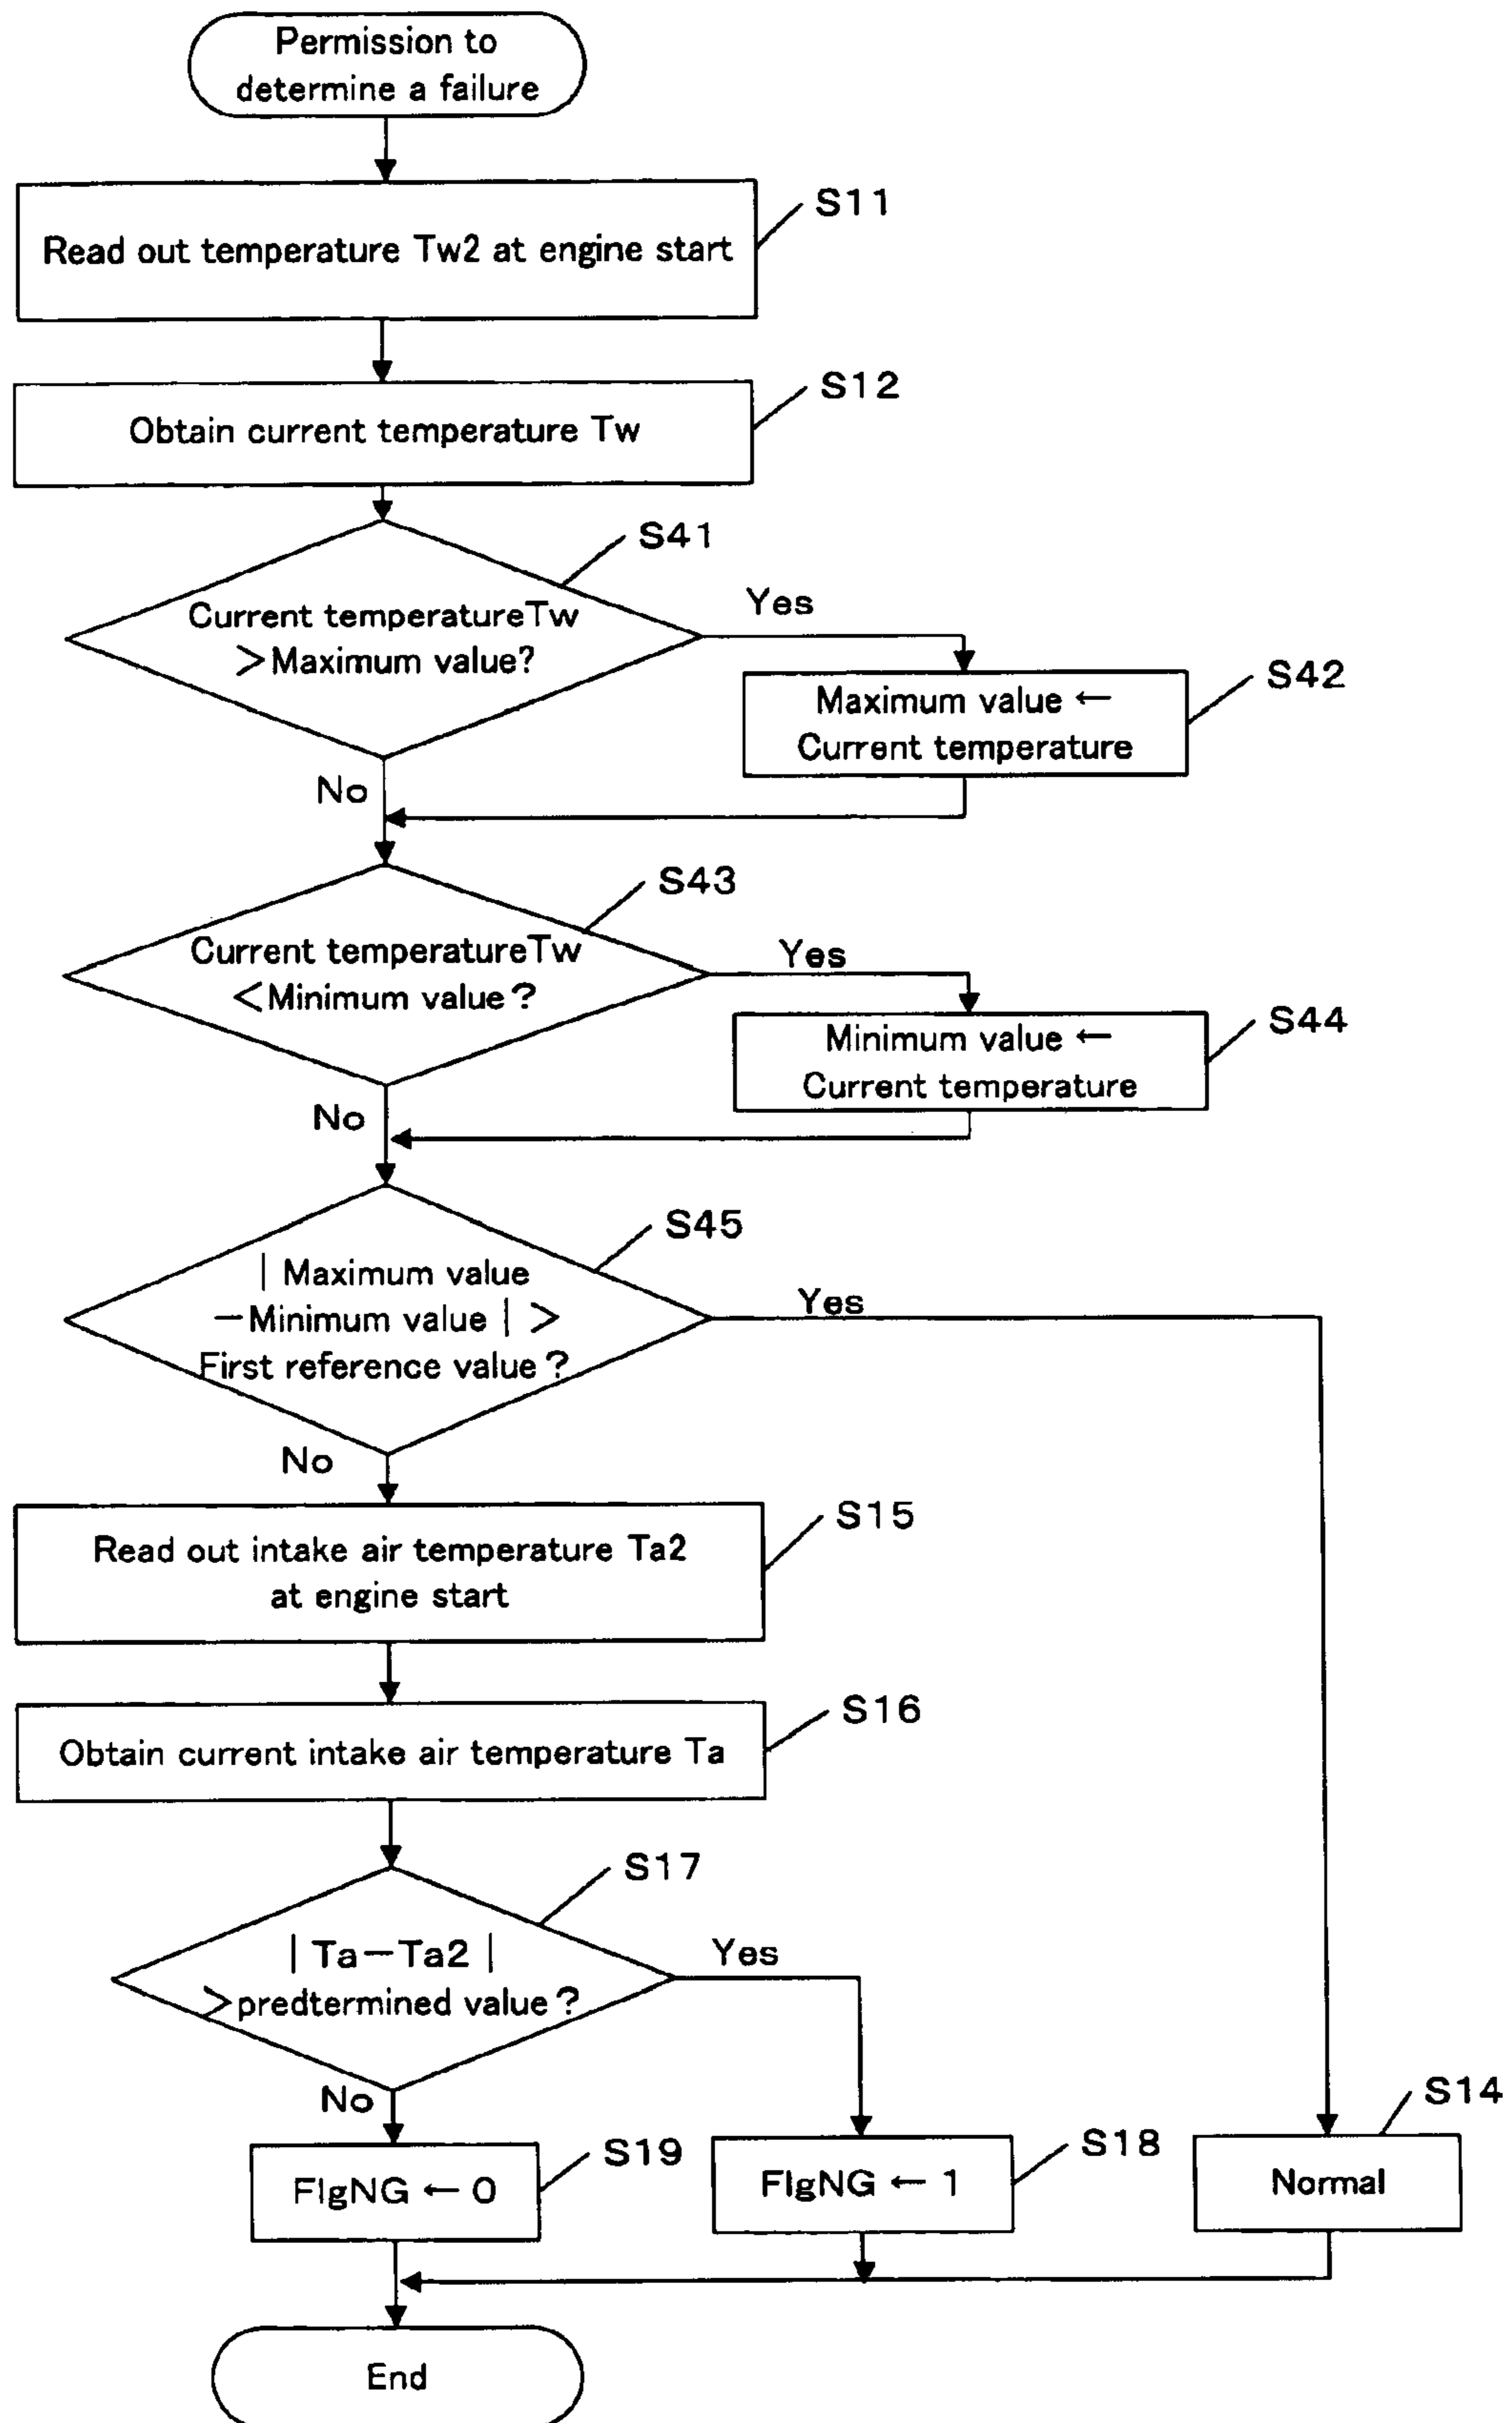 Permission to
determine a failure
S11
Read out temperature Tw2 at engine start
S12
Obtain current temperature Tw
S41
Current temperatureTw
>Maximum value?
Yes
S42
Maximum value ←
Current temperature
No
S43
Current temperatureTw
<Minimum value?
Yes
S44
Minimum value ←
Current temperature
No
S45
| Maximum value
−Minimum value | >
First reference value?
Yes
No
S15
Read out intake air temperature Ta2
at engine start
S16
Obtain current intake air temperature Ta
S17
| Ta−Ta2 |
>predtermined value?
Yes
No
S19
FlgNG ← 0
S18
FlgNG ← 1
S14
Normal
End